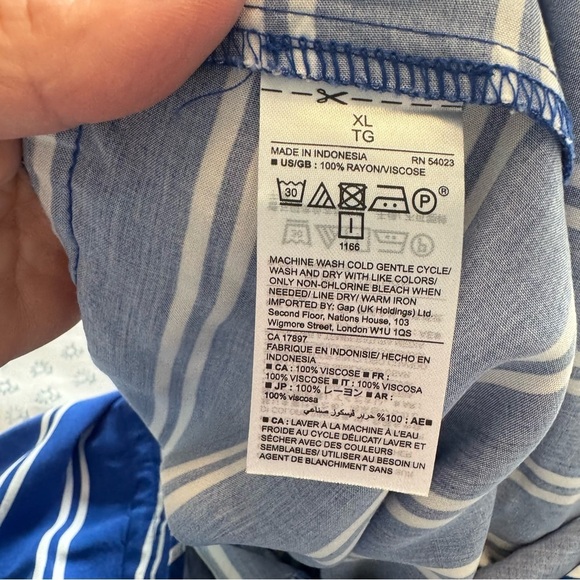 XL
TG
MADE IN INDONESIA RN 54023
■ US/GB : 100% RAYON/VISCOSE
30 P ®
I
1166
MACHINE WASH COLD GENTLE CYCLE/
WASH AND DRY WITH LIKE COLORS/
ONLY NON-CHLORINE BLEACH WHEN
NEEDED/ LINE DRY/ WARM IRON
IMPORTED BY: Gap (UK Holdings) Ltd.
Second Floor, Nations House, 103
Wigmore Street, London W1U 1QS
CA 17897
FABRIQUE EN INDONISIE/ HECHO EN
INDONESIA
■ CA : 100% VISCOSE ■ FR :
100% VISCOSE ■ IT : 100% VISCOSE
■ JP : 100% レーヨン ■ AR:
100% viscosa
■AE : 100% حرير فيسكوز صناعي
■ CA : LAVER À LA MACHINE À L'EAU
FROIDE AU CYCLE DÉLICAT/ LAVER ET
SÉCHER AVEC DES COULEURS
SEMBLABLES/ UTILISER AU BESOIN UN
AGENT DE BLANCHIMENT SANS